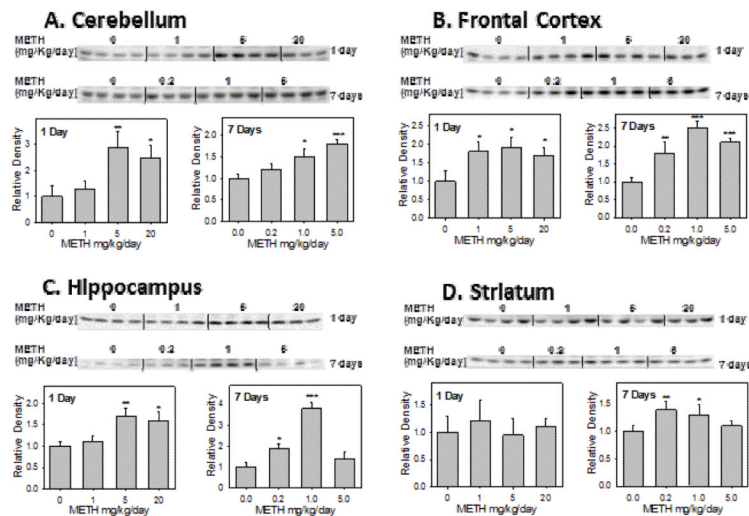 A. Cerebellum
METH 0 1 5 20
(mg/Kg/day) 1 day
METH 0 0.2 1 5
(mg/Kg/day) 7 days
1 Day
**
*
Relative Density
3
2
1
0
0 1 5 20
METH mg/kg/day
7 Days
*
***
Relative Density
2.0
1.5
1.0
0.5
0.0
0.0 0.2 1.0 5.0
METH mg/kg/day
B. Frontal Cortex
METH 0 1 5 20
(mg/Kg/day) 1 day
METH 0 0.2 1 5
(mg/Kg/day) 7 days
1 Day
* * *
Relative Density
2.5
2.0
1.5
1.0
0.5
0.0
0 1 5 20
METH mg/kg/day
7 Days
** *** ***
Relative Density
2.5
2.0
1.5
1.0
0.5
0.0
0.0 0.2 1.0 5.0
METH mg/kg/day
C. Hippocampus
METH 0 1 5 20
(mg/Kg/day) 1 day
METH 0 0.2 1 5
(mg/Kg/day) 7 days
1 Day
** *
Relative Density
2.0
1.5
1.0
0.5
0.0
0 1 5 20
METH mg/kg/day
7 Days
* ***
Relative Density
4
2
1
0
0.0 0.2 1.0 5.0
METH mg/kg/day
D. Striatum
METH 0 1 5 20
(mg/Kg/day) 1 day
METH 0 0.2 1 5
(mg/Kg/day) 7 days
1 Day
Relative Density
1.5
1.0
0.5
0.0
0 1 5 20
METH mg/kg/day
7 Days
** *
Relative Density
1.5
1.0
0.5
0.0
0.0 0.2 1.0 5.0
METH mg/kg/day